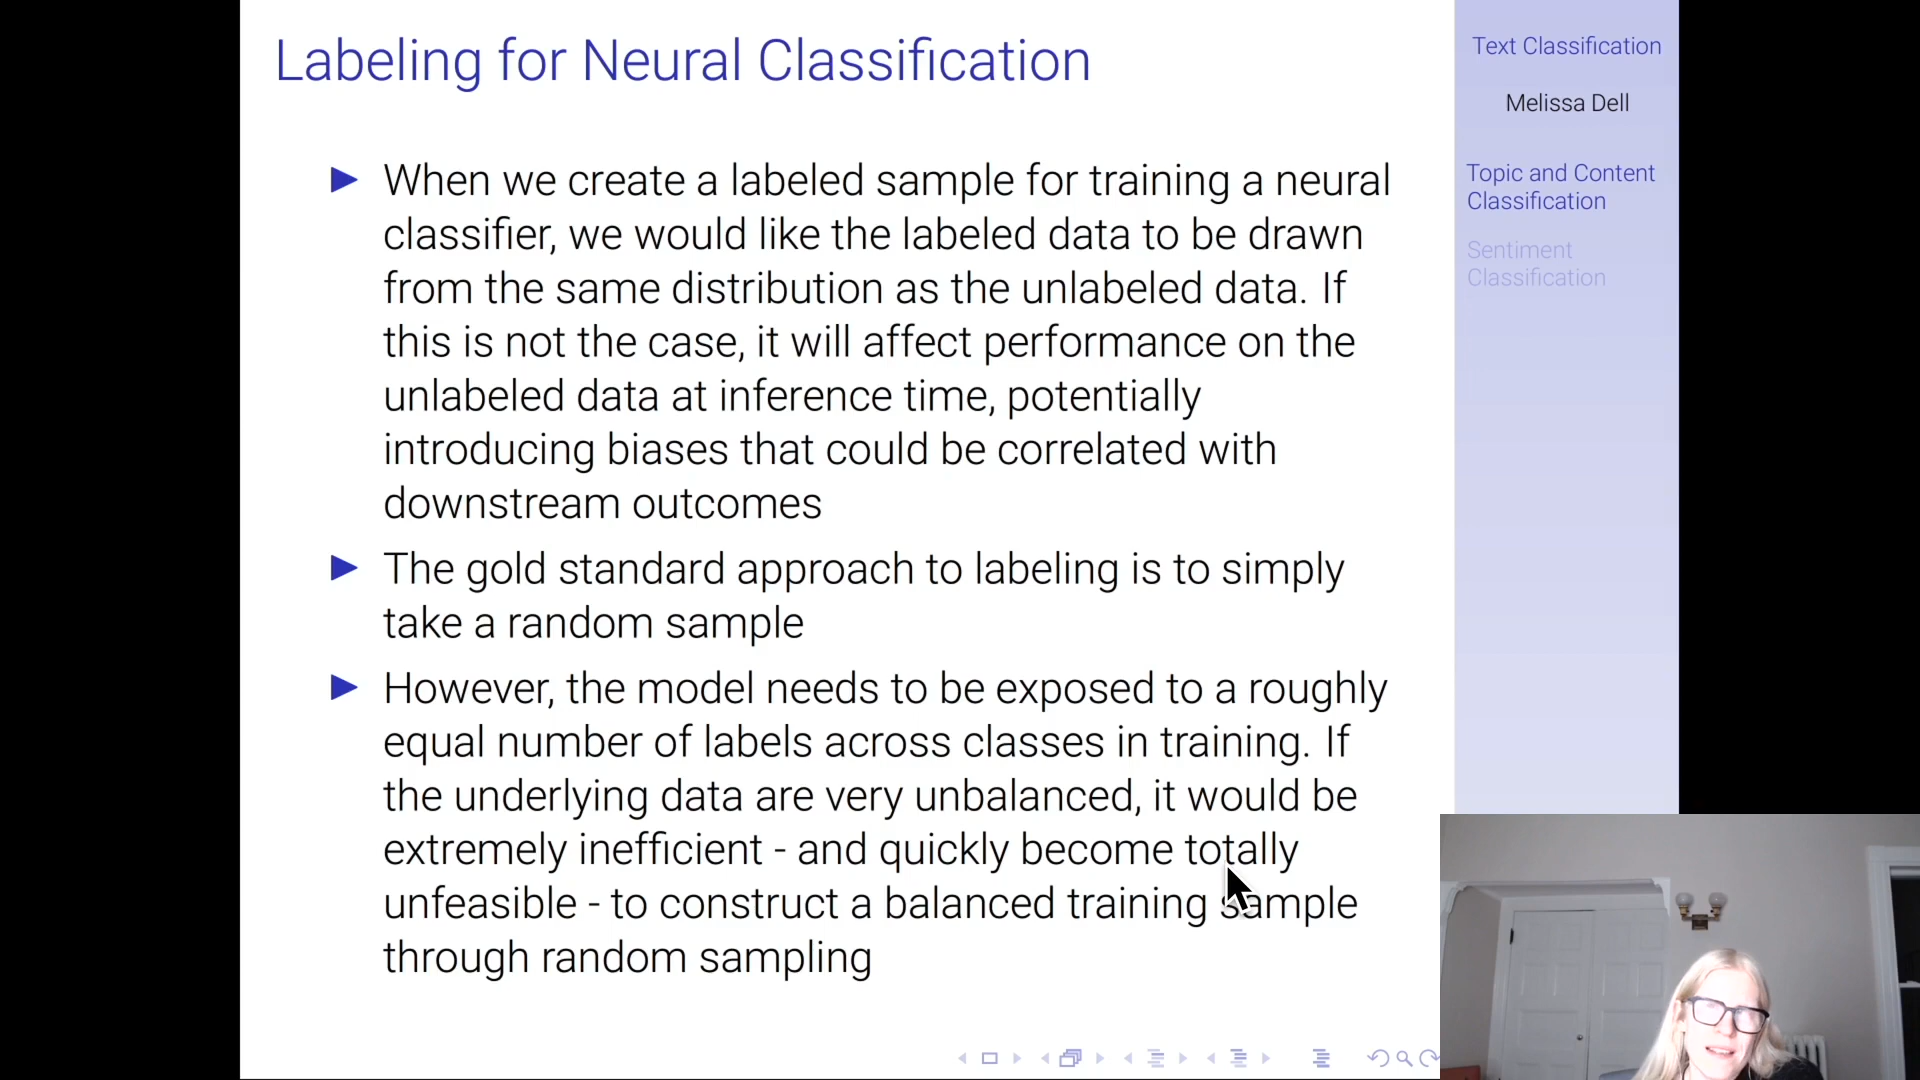 Labeling for Neural Classification
When we create a labeled sample for training a neural
classifier, we would like the labeled data to be drawn
from the same distribution as the unlabeled data. If
this is not the case, it will affect performance on the
unlabeled data at inference time, potentially
introducing biases that could be correlated with
downstream outcomes
The gold standard approach to labeling is to simply
take a random sample
However, the model needs to be exposed to a roughly
equal number of labels across classes in training. If
the underlying data are very unbalanced, it would be
extremely inefficient - and quickly become totally
unfeasible - to construct a balanced training sample
through random sampling
Text Classification
Melissa Dell
Topic and Content
Classification
Sentiment
Classification